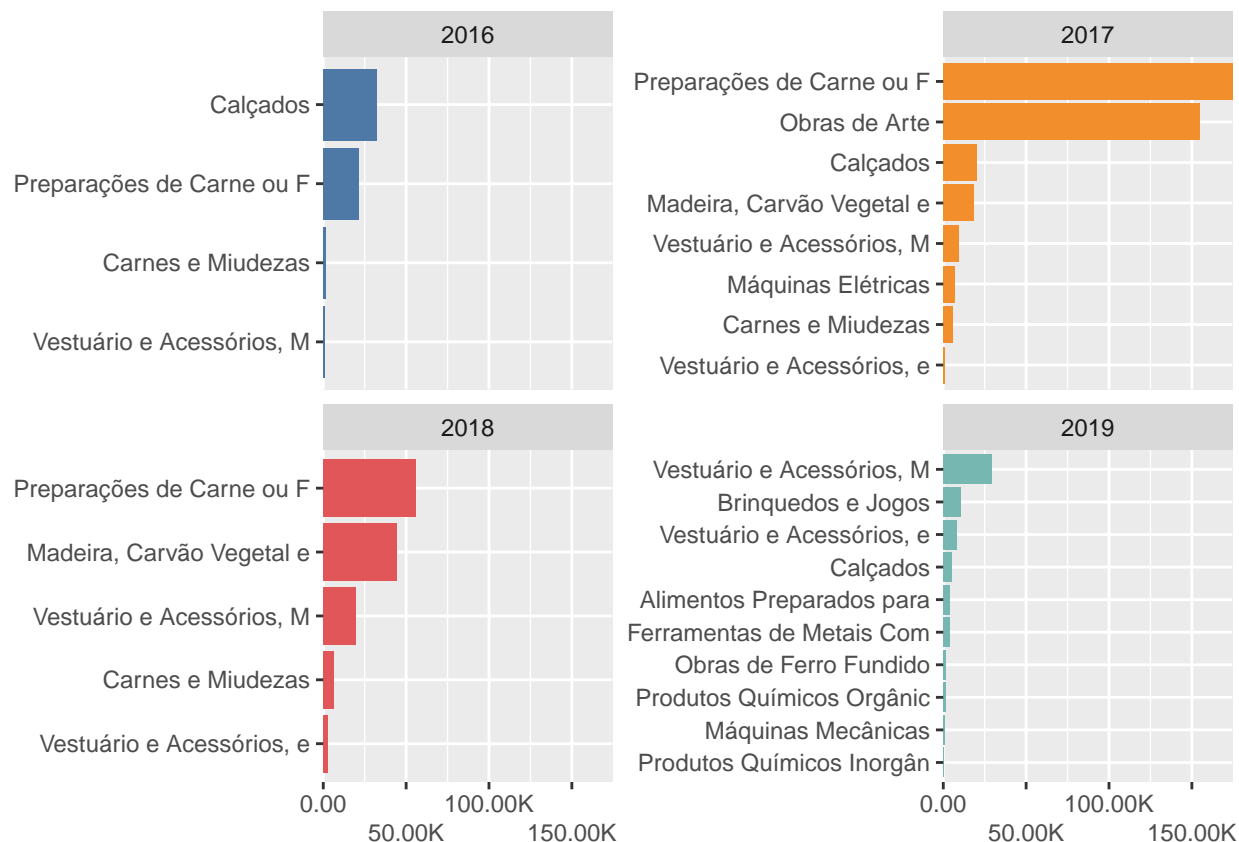 2016
Calçados
Preparações de Carne ou F
Carnes e Miudezas
Vestuário e Acessórios, M
2017
Preparações de Carne ou F
Obras de Arte
Calçados
Madeira, Carvão Vegetal e
Vestuário e Acessórios, M
Máquinas Elétricas
Carnes e Miudezas
Vestuário e Acessórios, e
2018
Preparações de Carne ou F
Madeira, Carvão Vegetal e
Vestuário e Acessórios, M
Carnes e Miudezas
Vestuário e Acessórios, e
0.00 100.00K
50.00K 150.00K
2019
Vestuário e Acessórios, M
Brinquedos e Jogos
Vestuário e Acessórios, e
Calçados
Alimentos Preparados para
Ferramentas de Metais Com
Obras de Ferro Fundido
Produtos Químicos Orgânic
Máquinas Mecânicas
Produtos Químicos Inorgân
0.00 100.00K
50.00K 150.00K